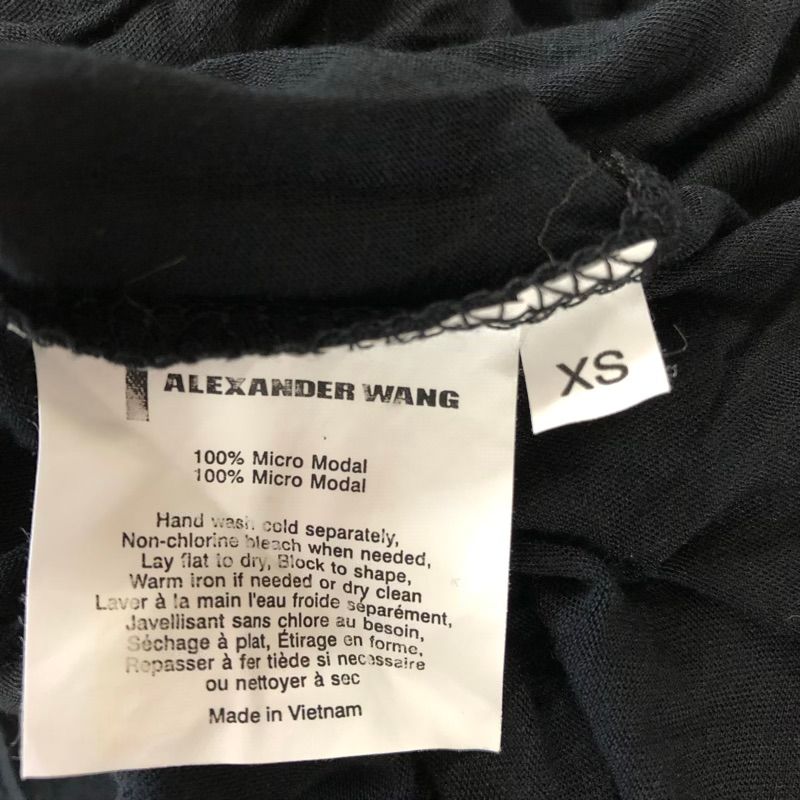 ALEXANDER WANG
XS
100% Micro Modal
100% Micro Modal
Hand wash cold separately,
Non-chlorine bleach when needed,
Lay flat to dry, Block to shape,
Warm iron if needed or dry clean
Laver à la main l'eau froide séparément,
Javellisant sans chlore au besoin,
Séchage à plat, Étirage en forme,
Repasser à fer tiède si necessaire
ou nettoyer à sec
Made in Vietnam